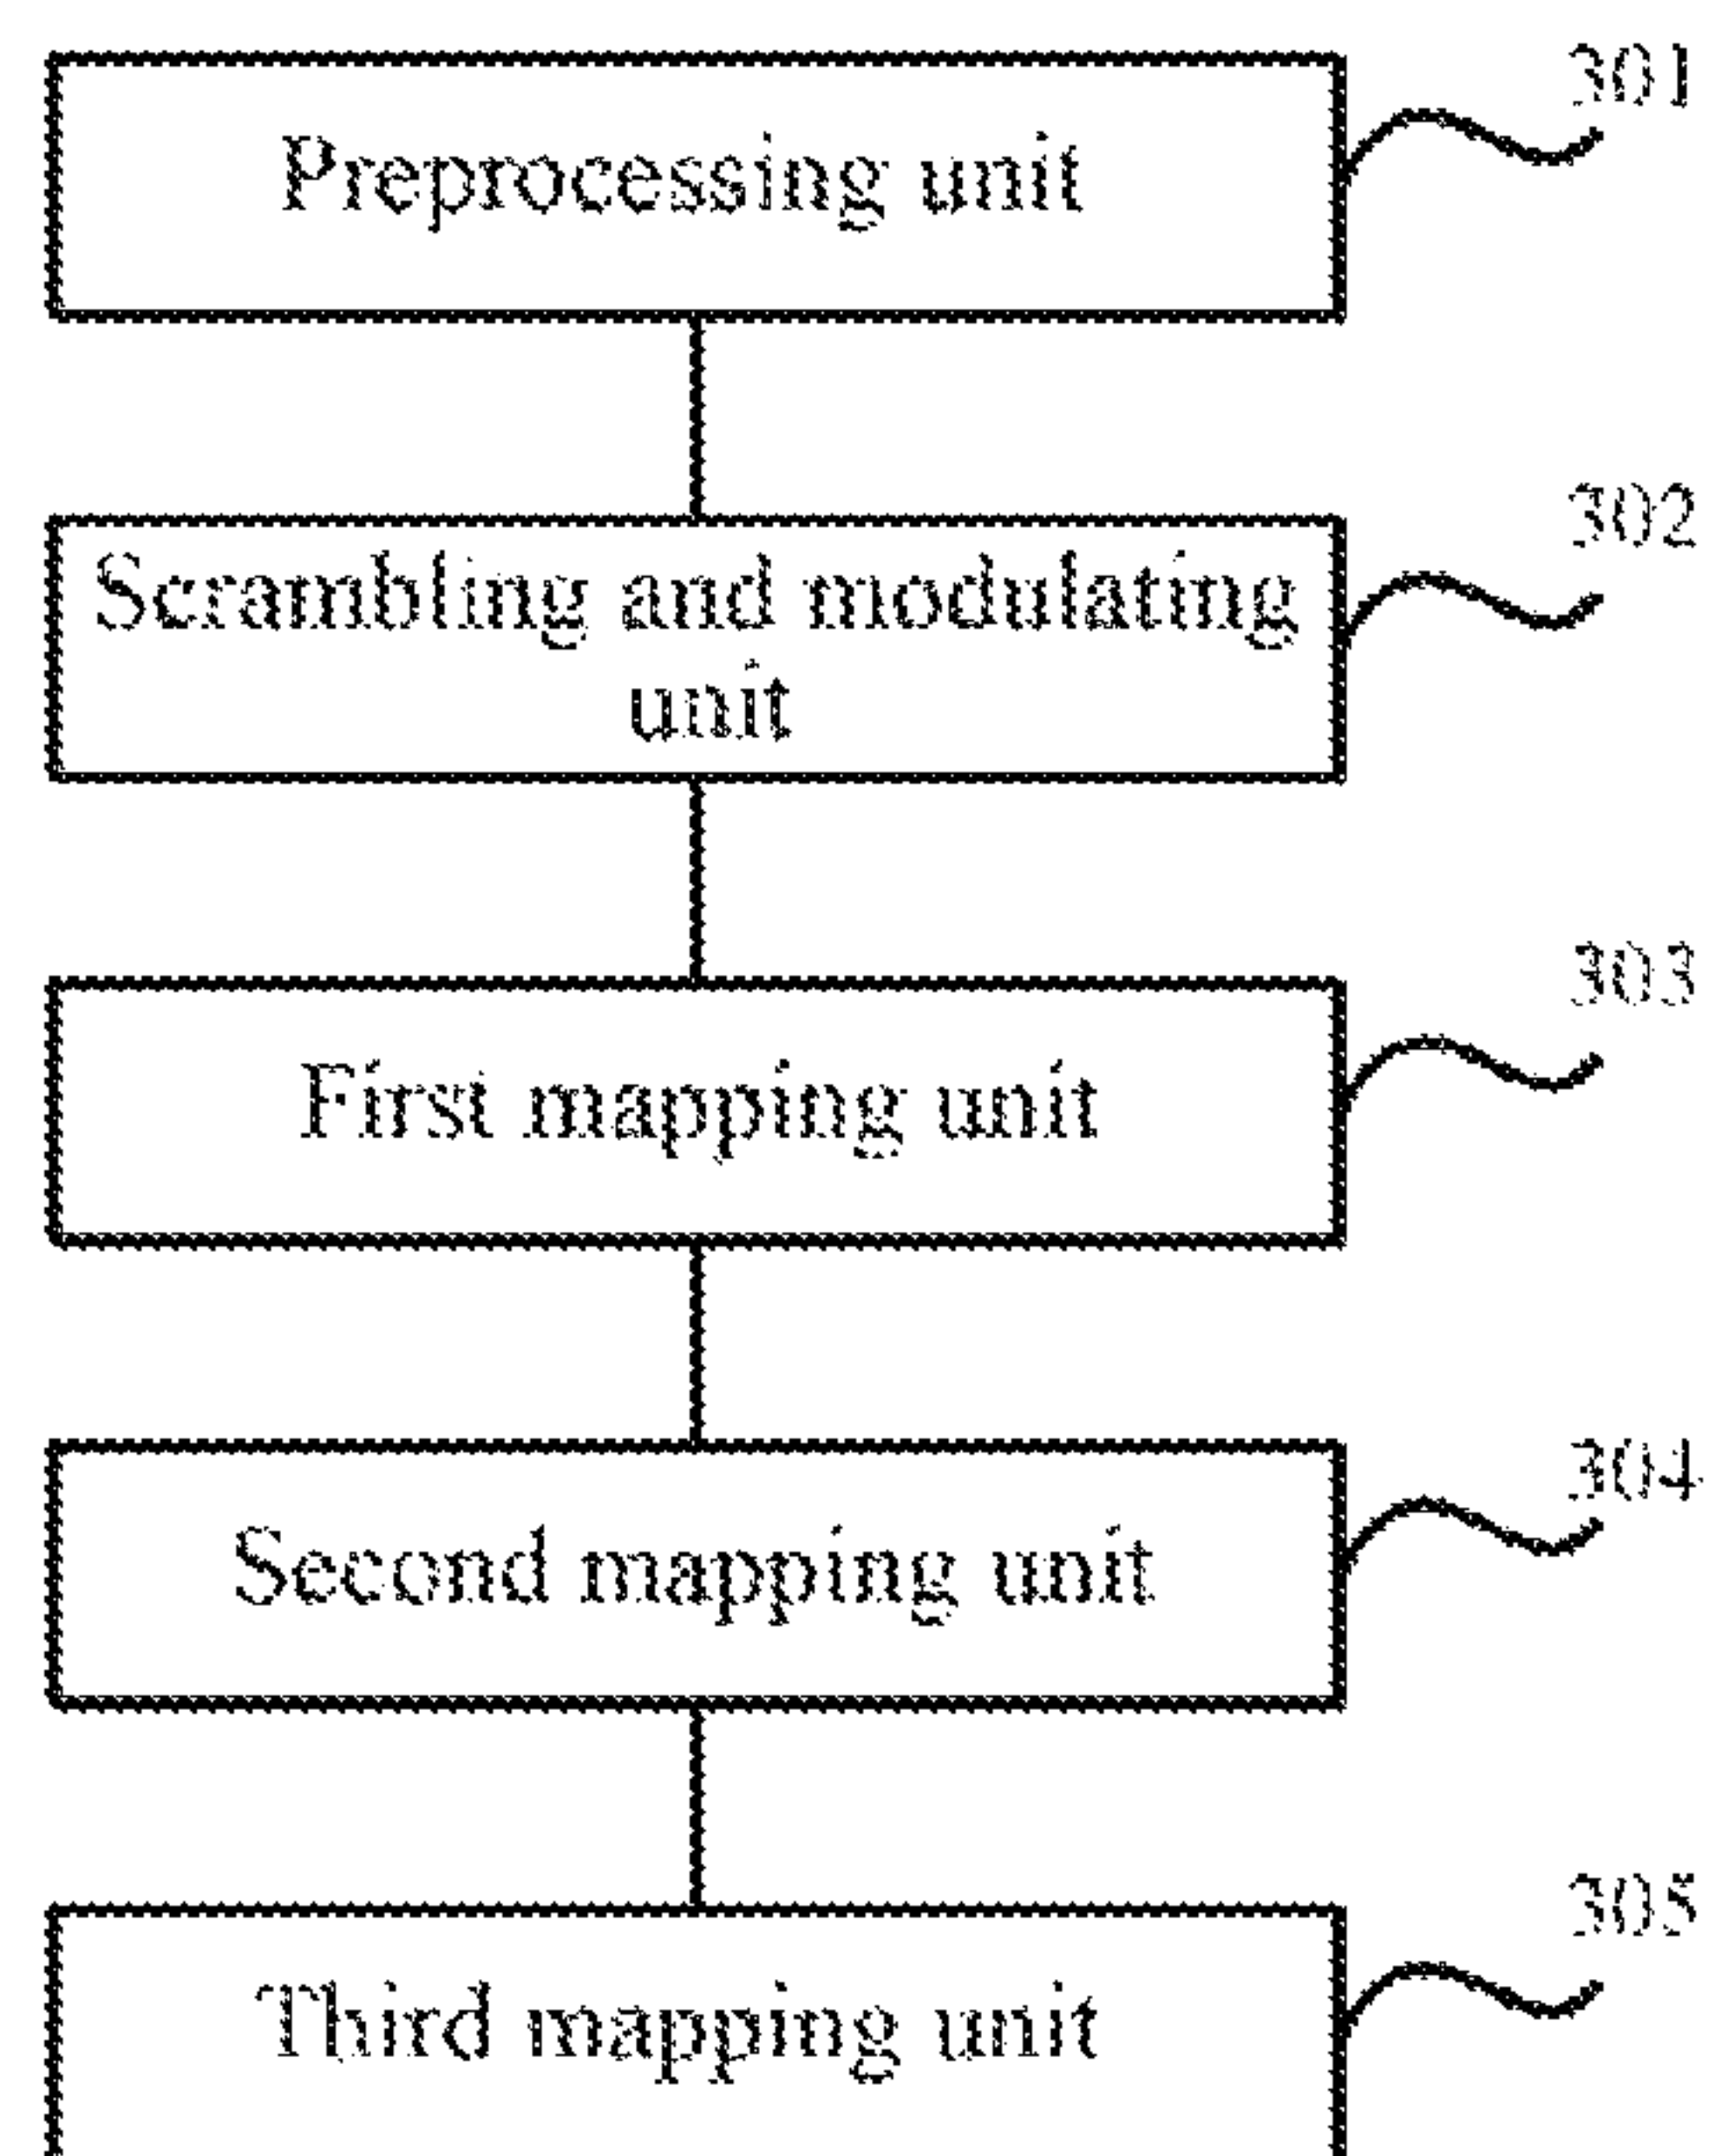 301
Preprocessing unit
302
Scrambling and modulating
unit
303
First mapping unit
304
Second mapping unit
305
Third mapping unit